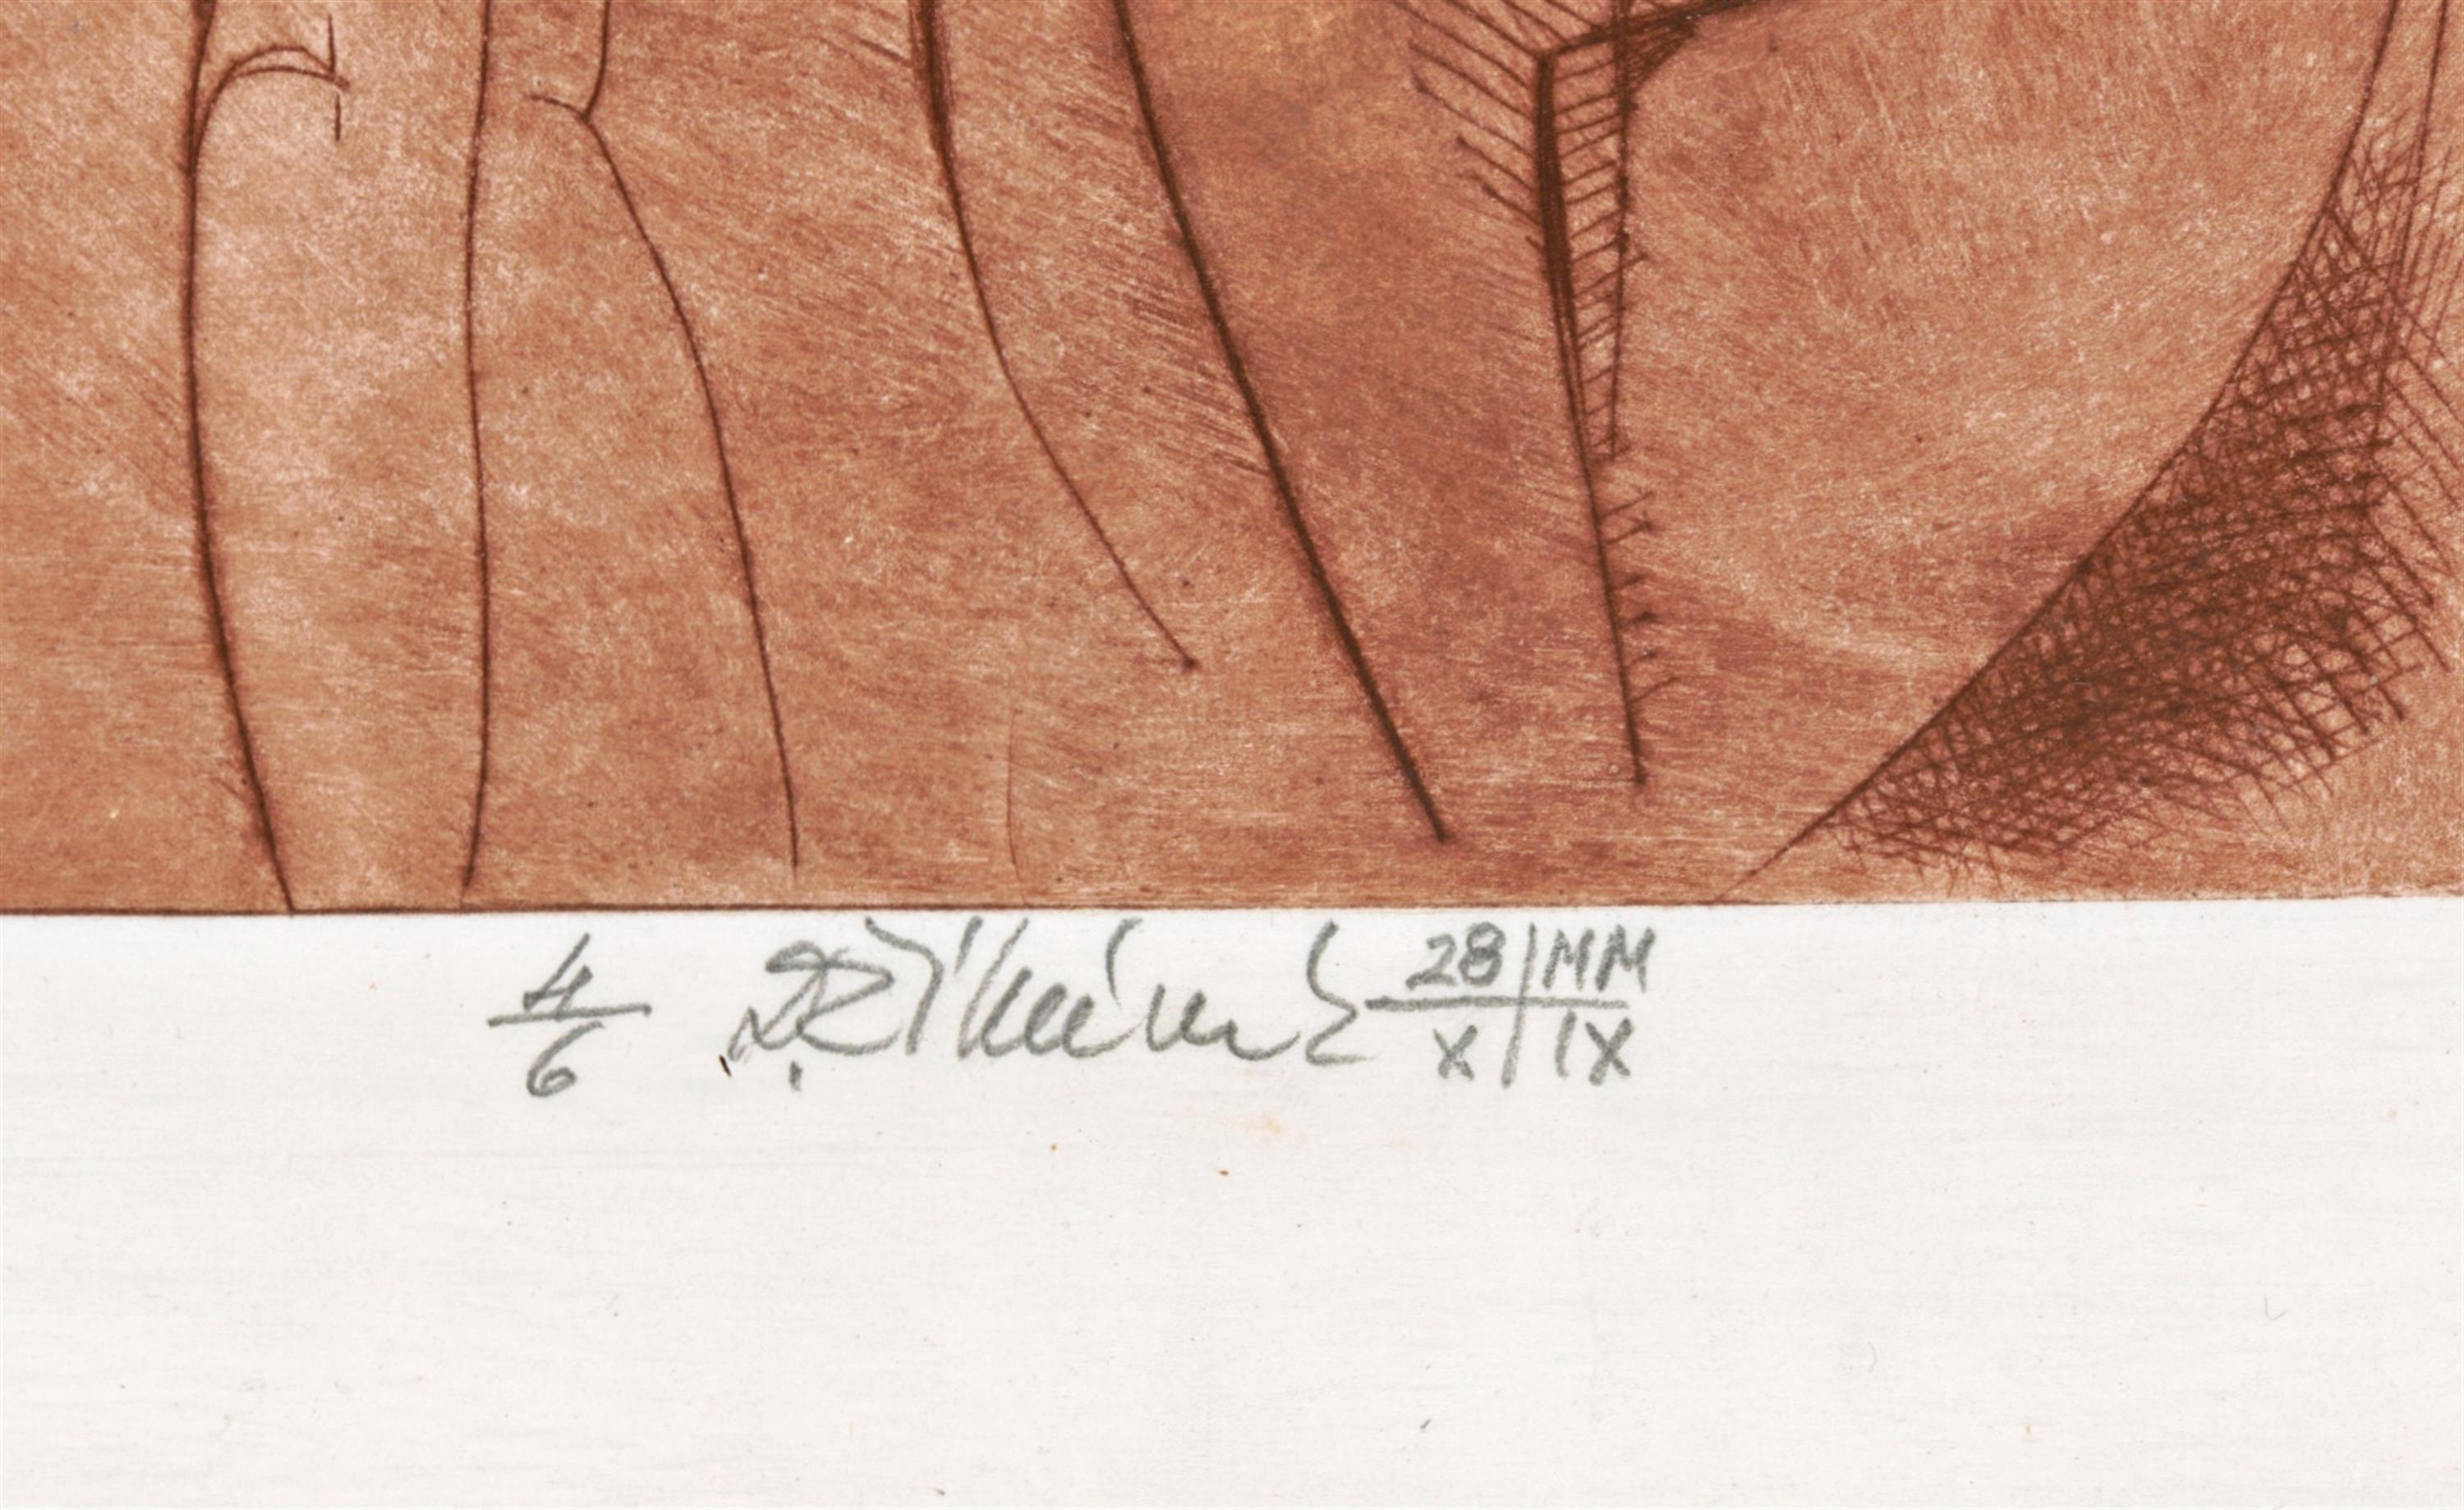 4/6 28 | MM
X | IX